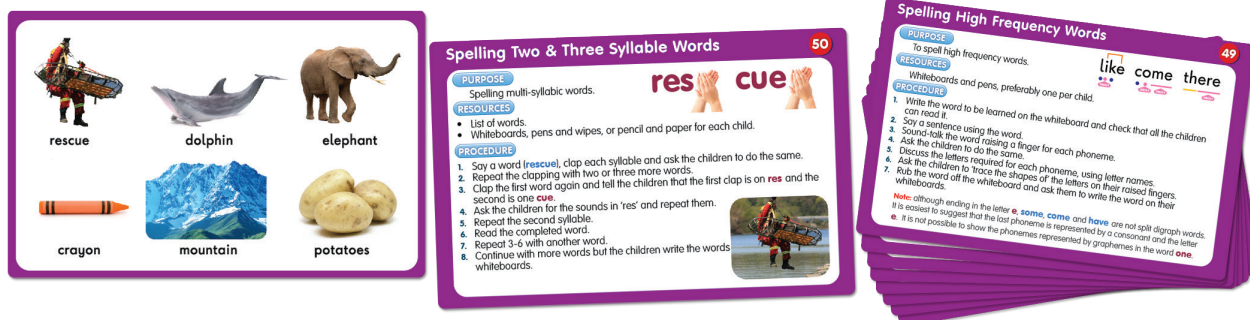 rescue
dolphin
elephant
crayon
mountain
potatoes
Spelling Two & Three Syllable Words
50
PURPOSE
Spelling multi-syllabic words.
res cue
RESOURCES
• List of words.
• Whiteboards, pens and wipes, or pencil and paper for each child.
PROCEDURE
1. Say a word (rescue), clap each syllable and ask the children to do the same.
2. Repeat the clapping with two or three more words.
3. Clap the first word again and tell the children that the first clap is on res and the
second is one cue.
4. Ask the children for the sounds in 'res' and repeat them.
5. Repeat the second syllable.
6. Read the completed word.
7. Repeat 3-6 with another word.
8. Continue with more words but the children write the words
whiteboards.
Spelling High Frequency Words
49
PURPOSE
To spell high frequency words.
like come there
RESOURCES
Whiteboards and pens, preferably one per child.
PROCEDURE
1. Write the word to be learned on the whiteboard and check that all the children
can read it.
2. Say a sentence using the word.
3. Sound-talk the word raising a finger for each phoneme.
4. Ask the children to do the same.
5. Discuss the letters required for each phoneme, using letter names.
6. Ask the children to 'trace the shapes of' the letters on their raised fingers.
7. Rub the word off the whiteboard and ask them to write the word on their
whiteboards.
Note: although ending in the letter e, some, come and have are not split digraph words.
It is easiest to suggest that the last phoneme is represented by a consonant and the letter
e. It is not possible to show the phonemes represented by graphemes in the word one.